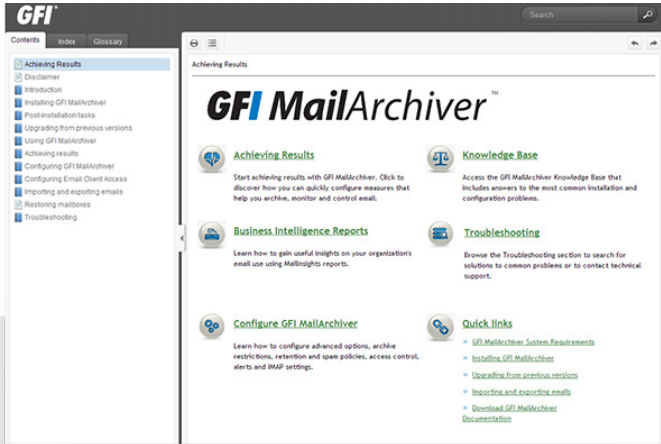 GFI
Search
Contents Index Glossary
Achieving Results
Disclaimer
Introduction
Installing GFI MailArchiver
Post-installation tasks
Upgrading from previous versions
Using GFI MailArchiver
Achieving results
Configuring GFI MailArchiver
Configuring Email Client Access
Importing and exporting emails
Restoring mailboxes
Troubleshooting
Achieving Results
GFI MailArchiver™
Achieving Results
Start achieving results with GFI MailArchiver. Click to
discover how you can quickly configure measures that
help you archive, monitor and control email.
Knowledge Base
Access the GFI MailArchiver Knowledge Base that
includes answers to the most common installation and
configuration problems.
Business Intelligence Reports
Learn how to gain useful insights on your organization's
email use using MailInsights reports.
Troubleshooting
Browse the Troubleshooting section to search for
solutions to common problems or to contact technical
support.
Configure GFI MailArchiver
Learn how to configure advanced options, archive
restrictions, retention and spam policies, access control,
alerts and IMAP settings.
Quick links
» GFI MailArchiver System Requirements
» Installing GFI MailArchiver
» Upgrading from previous versions
» Importing and exporting emails
» Download GFI MailArchiver
Documentation